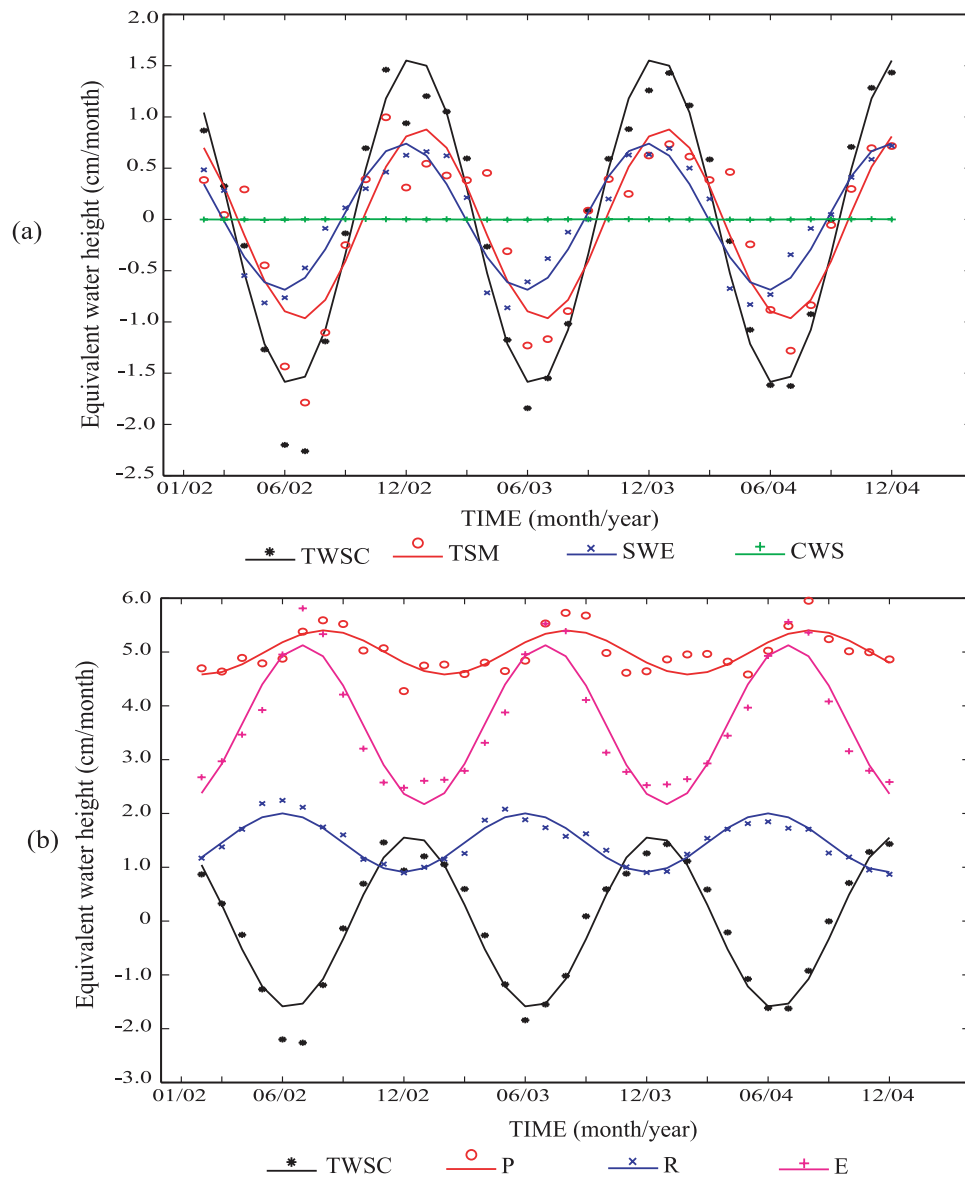 (a)
Equivalent water height (cm/month)
2.0
1.5
1.0
0.5
0
-0.5
-1.0
-1.5
-2.0
-2.5
01/02 06/02 12/02 06/03 12/03 06/04 12/04
TIME (month/year)
TWSC TSM SWE CWS
(b)
Equivalent water height (cm/month)
6.0
5.0
4.0
3.0
2.0
1.0
0
-1.0
-2.0
-3.0
01/02 06/02 12/02 06/03 12/03 06/04 12/04
TIME (month/year)
TWSC P R E